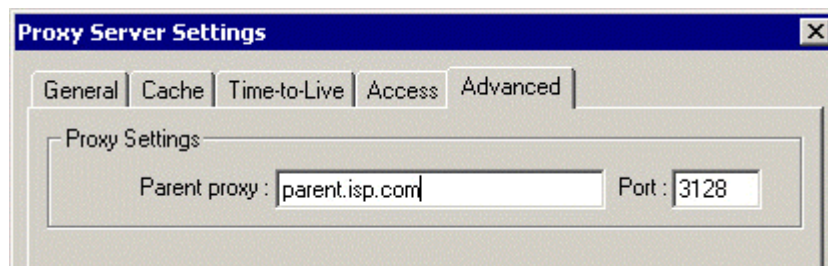 Proxy Server Settings
General Cache Time-to-Live Access Advanced
Proxy Settings
Parent proxy : parent.isp.com Port : 3128